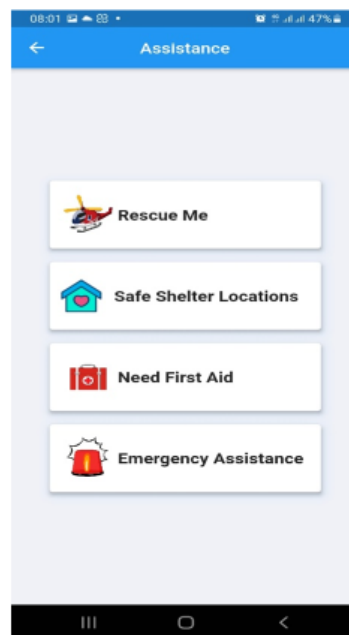 08:01 47%
Assistance
Rescue Me
Safe Shelter Locations
Need First Aid
Emergency Assistance